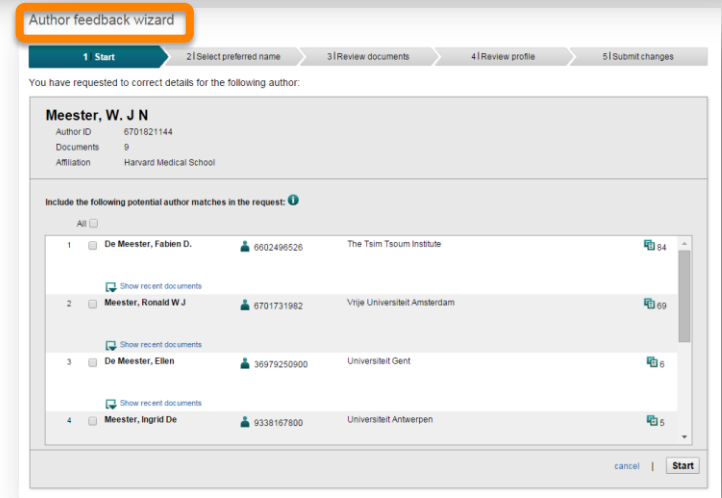 Author feedback wizard
1 | Start 2 | Select preferred name 3 | Review documents 4 | Review profile 5 | Submit changes
You have requested to correct details for the following author:
Meester, W. J N
Author ID 6701821144
Documents 9
Affiliation Harvard Medical School
Include the following potential author matches in the request: i
All
1 De Meester, Fabien D. 6602496526 The Tsim Tsoum Institute 84
Show recent documents
2 Meester, Ronald W J 6701731982 Vrije Universiteit Amsterdam 69
Show recent documents
3 De Meester, Ellen 36979250900 Universiteit Gent 6
Show recent documents
4 Meester, Ingrid De 9338167800 Universiteit Antwerpen 5
cancel | Start